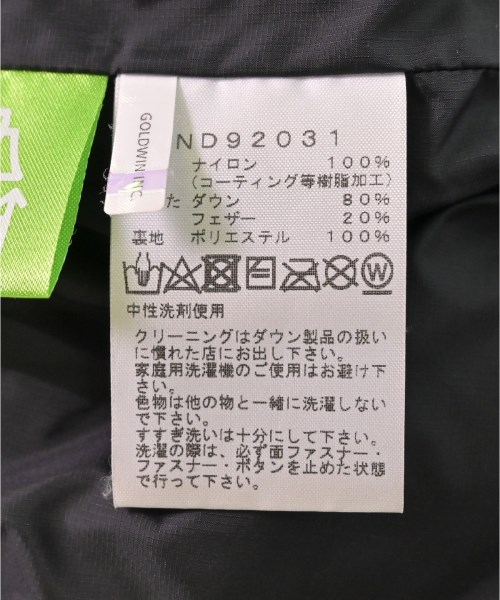 GOLDWIN INC.
ND92031
ナイロン 100%
(コーティング等樹脂加工)
た ダウン 80%
フェザー 20%
裏地 ポリエステル 100%
W
中性洗剤使用
クリーニングはダウン製品の扱い
に慣れた店にお出し下さい。
家庭用洗濯機のご使用はお避け下
さい。
色物は他の物と一緒に洗濯しない
で下さい。
すすぎ洗いは十分にして下さい。
洗濯の際は、必ず面ファスナー・
ファスナー・ボタンを止めた状態
で行って下さい。